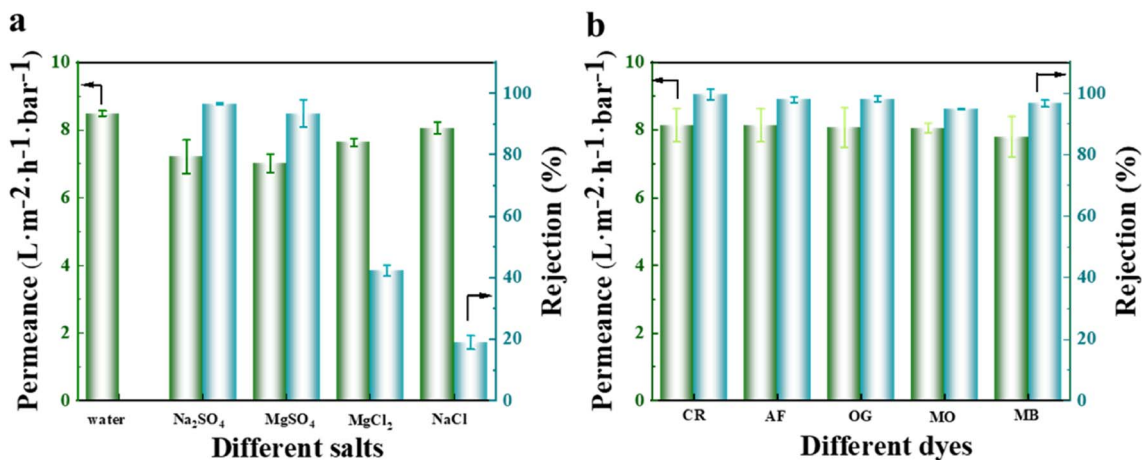 a
Permeance (L·m⁻²·h⁻¹·bar⁻¹)
10
8
6
4
2
0
100
80
60
40
20
0
Rejection (%)
water Na₂SO₄ MgSO₄ MgCl₂ NaCl
Different salts
b
Permeance (L·m⁻²·h⁻¹·bar⁻¹)
10
8
6
4
2
0
100
80
60
40
20
0
Rejection (%)
CR AF OG MO MB
Different dyes